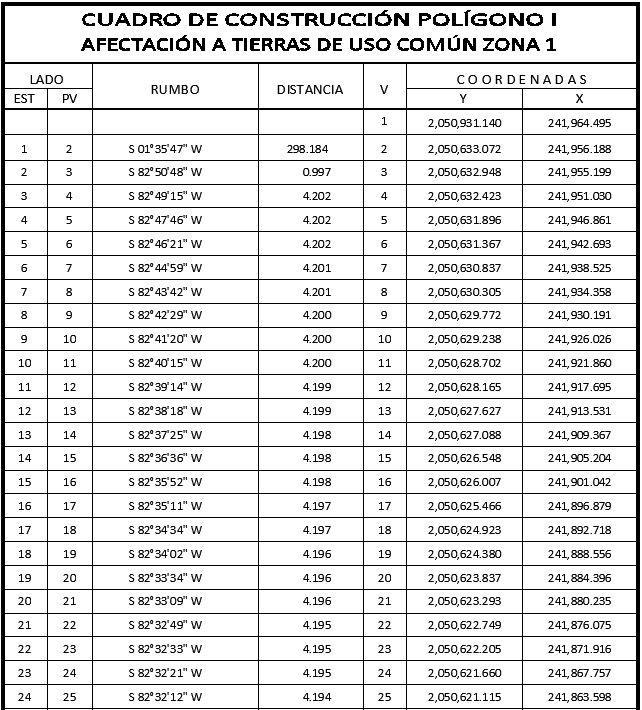 CUADRO DE CONSTRUCCIÓN POLÍGONO I
AFECTACIÓN A TIERRAS DE USO COMÚN ZONA 1
LADO RUMBO DISTANCIA V COORDENADAS
EST PV Y X
1 2,050,931.140 241,964.495
1 2 S 01°35'47" W 298.184 2 2,050,633.072 241,956.188
2 3 S 82°50'48" W 0.997 3 2,050,632.948 241,955.199
3 4 S 82°49'15" W 4.202 4 2,050,632.423 241,951.030
4 5 S 82°47'46" W 4.202 5 2,050,631.896 241,946.861
5 6 S 82°46'21" W 4.202 6 2,050,631.367 241,942.693
6 7 S 82°44'59" W 4.201 7 2,050,630.837 241,938.525
7 8 S 82°43'42" W 4.201 8 2,050,630.305 241,934.358
8 9 S 82°42'29" W 4.200 9 2,050,629.772 241,930.191
9 10 S 82°41'20" W 4.200 10 2,050,629.238 241,926.026
10 11 S 82°40'15" W 4.200 11 2,050,628.702 241,921.860
11 12 S 82°39'14" W 4.199 12 2,050,628.165 241,917.695
12 13 S 82°38'18" W 4.199 13 2,050,627.627 241,913.531
13 14 S 82°37'25" W 4.198 14 2,050,627.088 241,909.367
14 15 S 82°36'36" W 4.198 15 2,050,626.548 241,905.204
15 16 S 82°35'52" W 4.198 16 2,050,626.007 241,901.042
16 17 S 82°35'11" W 4.197 17 2,050,625.466 241,896.879
17 18 S 82°34'34" W 4.197 18 2,050,624.923 241,892.718
18 19 S 82°34'02" W 4.196 19 2,050,624.380 241,888.556
19 20 S 82°33'34" W 4.196 20 2,050,623.837 241,884.396
20 21 S 82°33'09" W 4.196 21 2,050,623.293 241,880.235
21 22 S 82°32'49" W 4.195 22 2,050,622.749 241,876.075
22 23 S 82°32'33" W 4.195 23 2,050,622.205 241,871.916
23 24 S 82°32'21" W 4.195 24 2,050,621.660 241,867.757
24 25 S 82°32'12" W 4.194 25 2,050,621.115 241,863.598